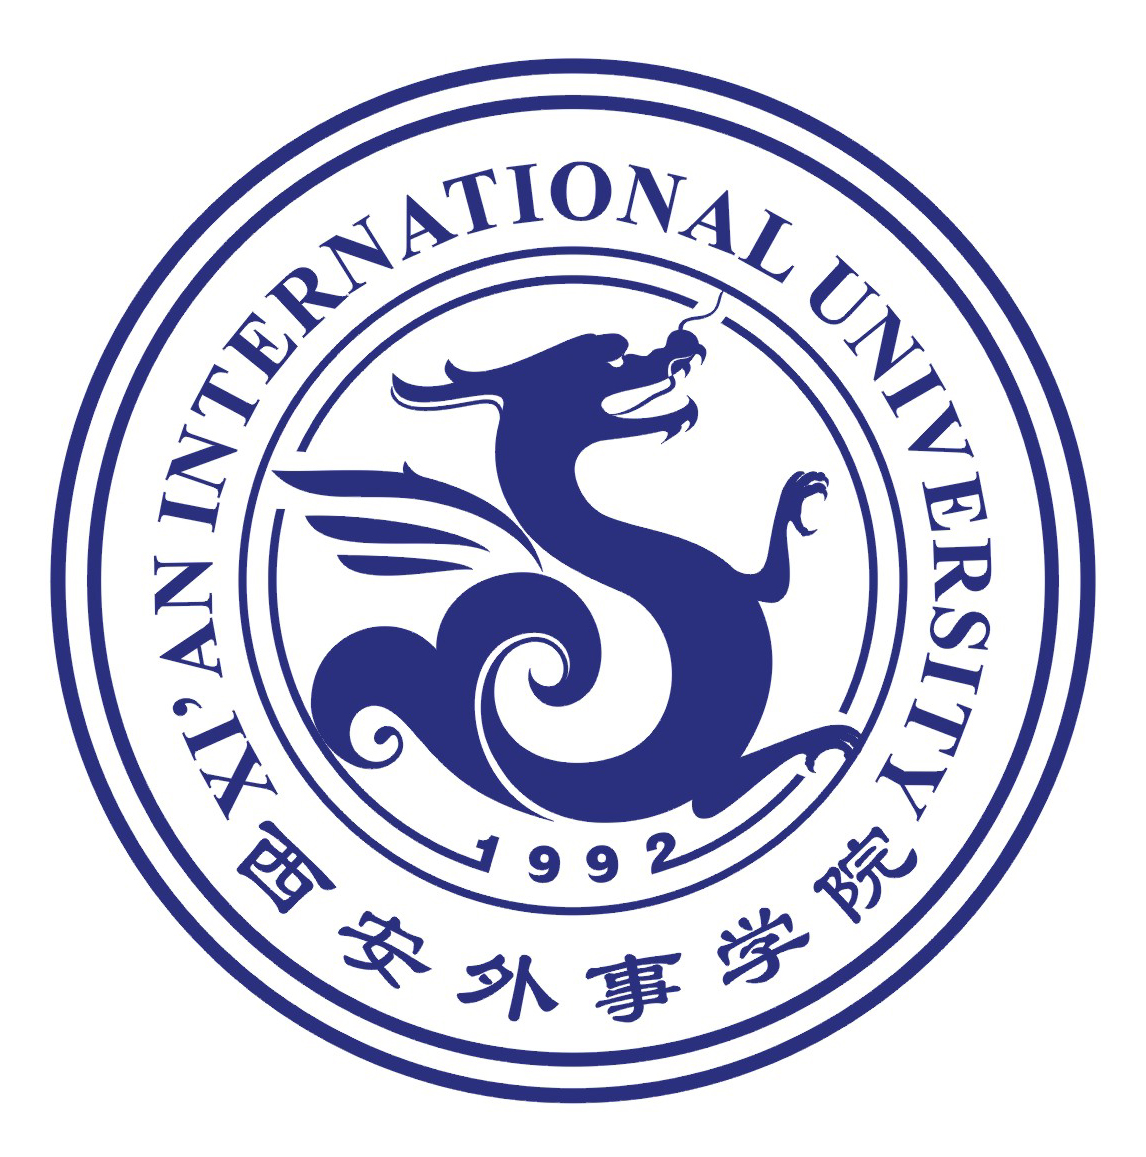 XI'AN INTERNATIONAL UNIVERSITY
1992
西安外事学院